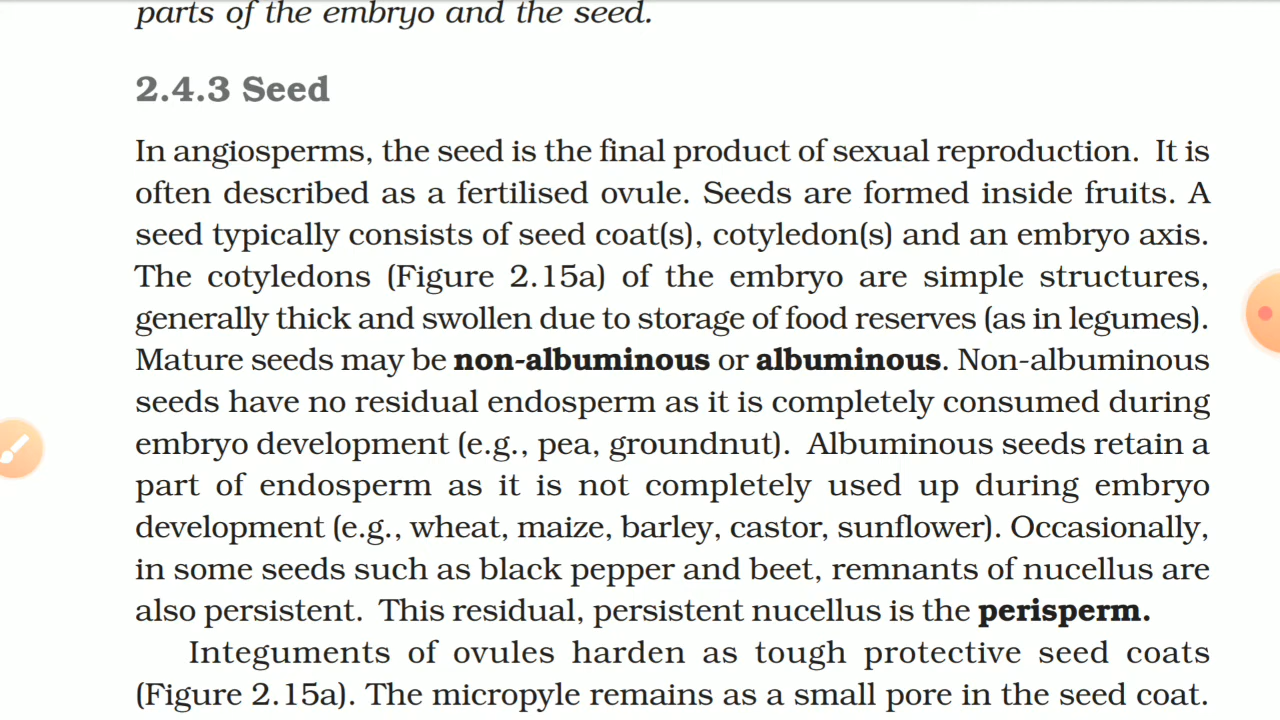 parts of the embryo and the seed.
2.4.3 Seed
In angiosperms, the seed is the final product of sexual reproduction. It is
often described as a fertilised ovule. Seeds are formed inside fruits. A
seed typically consists of seed coat(s), cotyledon(s) and an embryo axis.
The cotyledons (Figure 2.15a) of the embryo are simple structures,
generally thick and swollen due to storage of food reserves (as in legumes).
Mature seeds may be non-albuminous or albuminous. Non-albuminous
seeds have no residual endosperm as it is completely consumed during
embryo development (e.g., pea, groundnut). Albuminous seeds retain a
part of endosperm as it is not completely used up during embryo
development (e.g., wheat, maize, barley, castor, sunflower). Occasionally,
in some seeds such as black pepper and beet, remnants of nucellus are
also persistent. This residual, persistent nucellus is the perisperm.
Integuments of ovules harden as tough protective seed coats
(Figure 2.15a). The micropyle remains as a small pore in the seed coat.